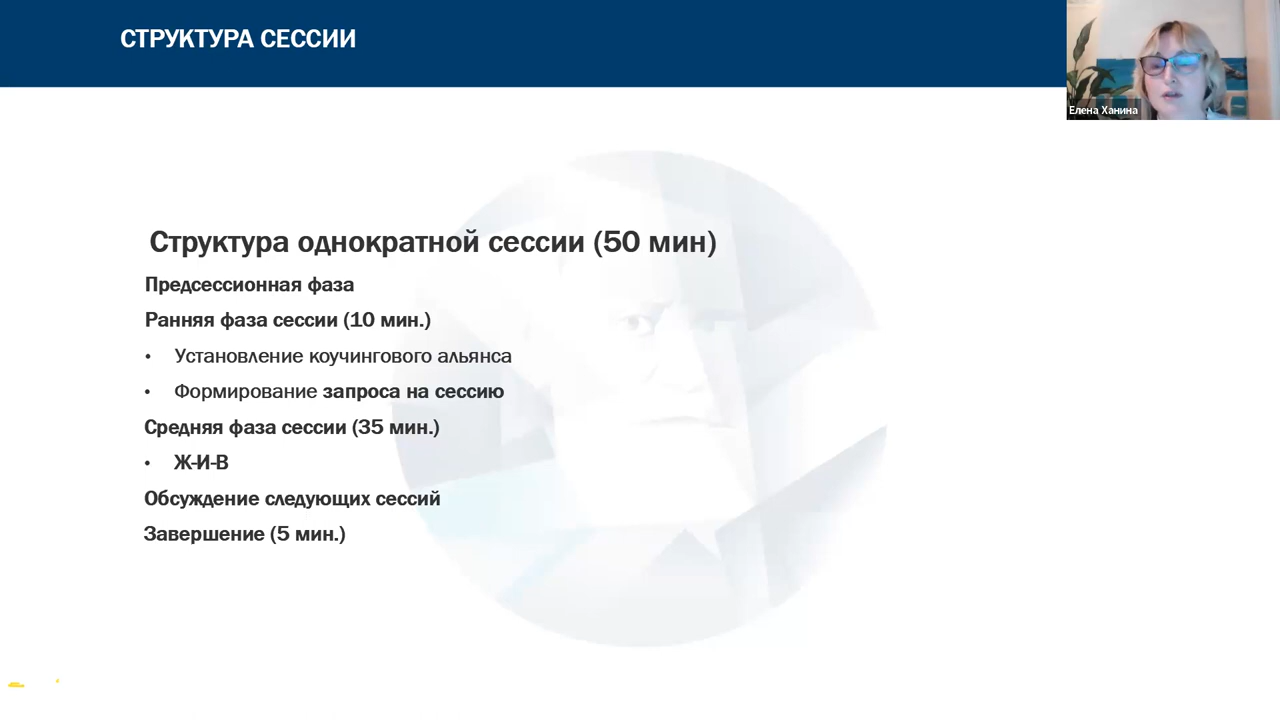 СТРУКТУРА СЕССИИ
Елена Ханина
Структура однократной сессии (50 мин)
Предсессионная фаза
Ранняя фаза сессии (10 мин.)
• Установление коучингового альянса
• Формирование запроса на сессию
Средняя фаза сессии (35 мин.)
• Ж-И-В
Обсуждение следующих сессий
Завершение (5 мин.)